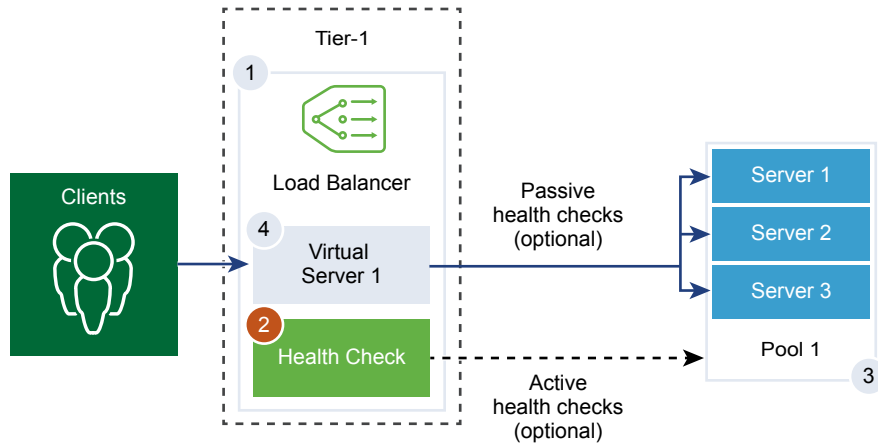 Tier-1
1
Load Balancer
Clients
4
Virtual
Server 1
2
Health Check
Passive
health checks
(optional)
Active
health checks
(optional)
Server 1
Server 2
Server 3
Pool 1
3